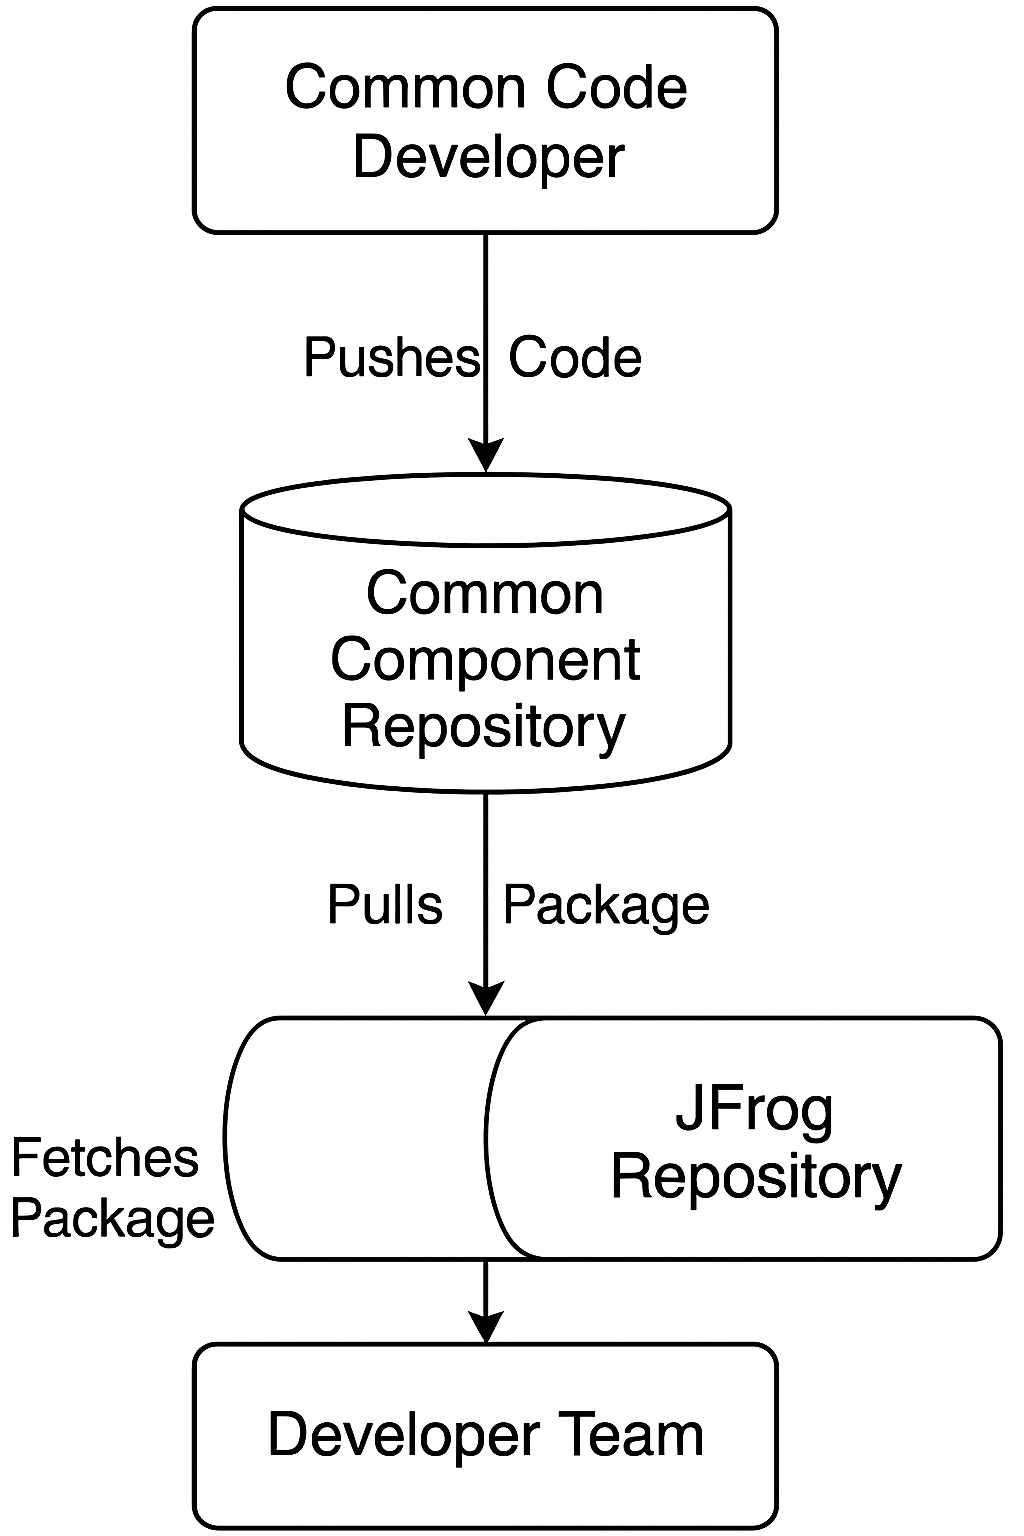 Common Code
Developer
Pushes Code
Common
Component
Repository
Pulls Package
JFrog
Repository
Fetches
Package
Developer Team